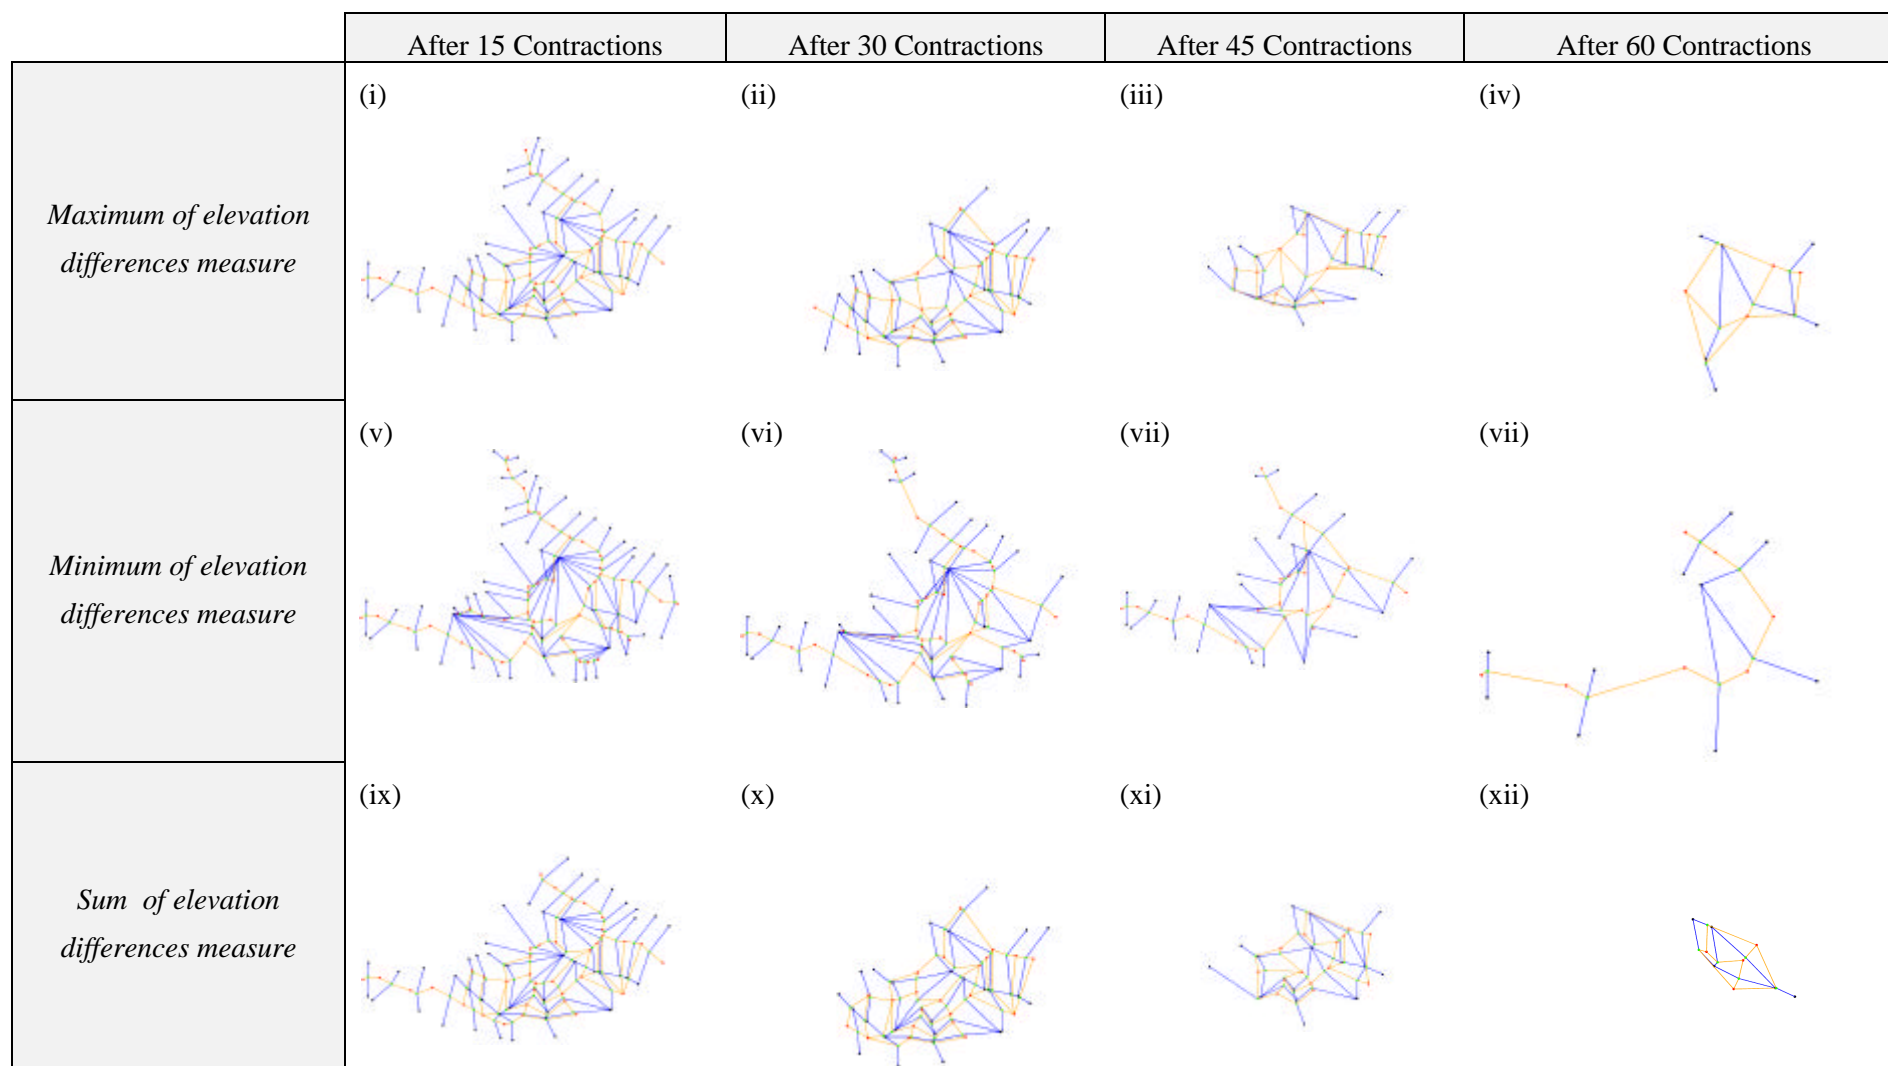 After 15 Contractions After 30 Contractions After 45 Contractions After 60 Contractions
(i) (ii) (iii) (iv)
Maximum of elevation
differences measure
(v) (vi) (vii) (vii)
Minimum of elevation
differences measure
(ix) (x) (xi) (xii)
Sum of elevation
differences measure